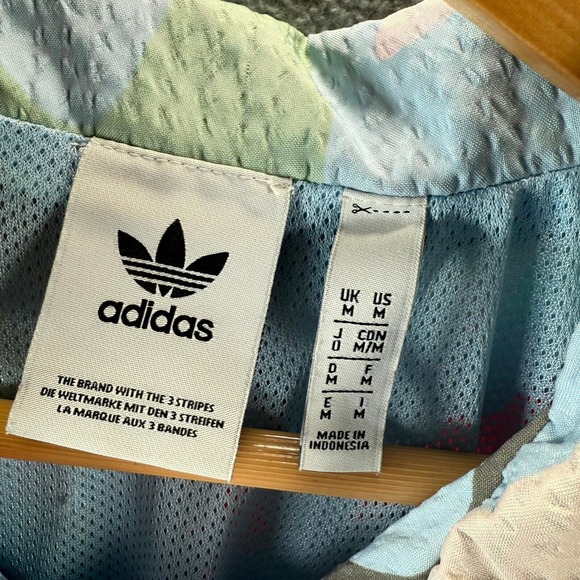 adidas
THE BRAND WITH THE 3 STRIPES
DIE WELTMARKE MIT DEN 3 STREIFEN
LA MARQUE AUX 3 BANDES
UK US
M M
J CDN
O M/M
D F
M M
E I
M M
MADE IN
INDONESIA